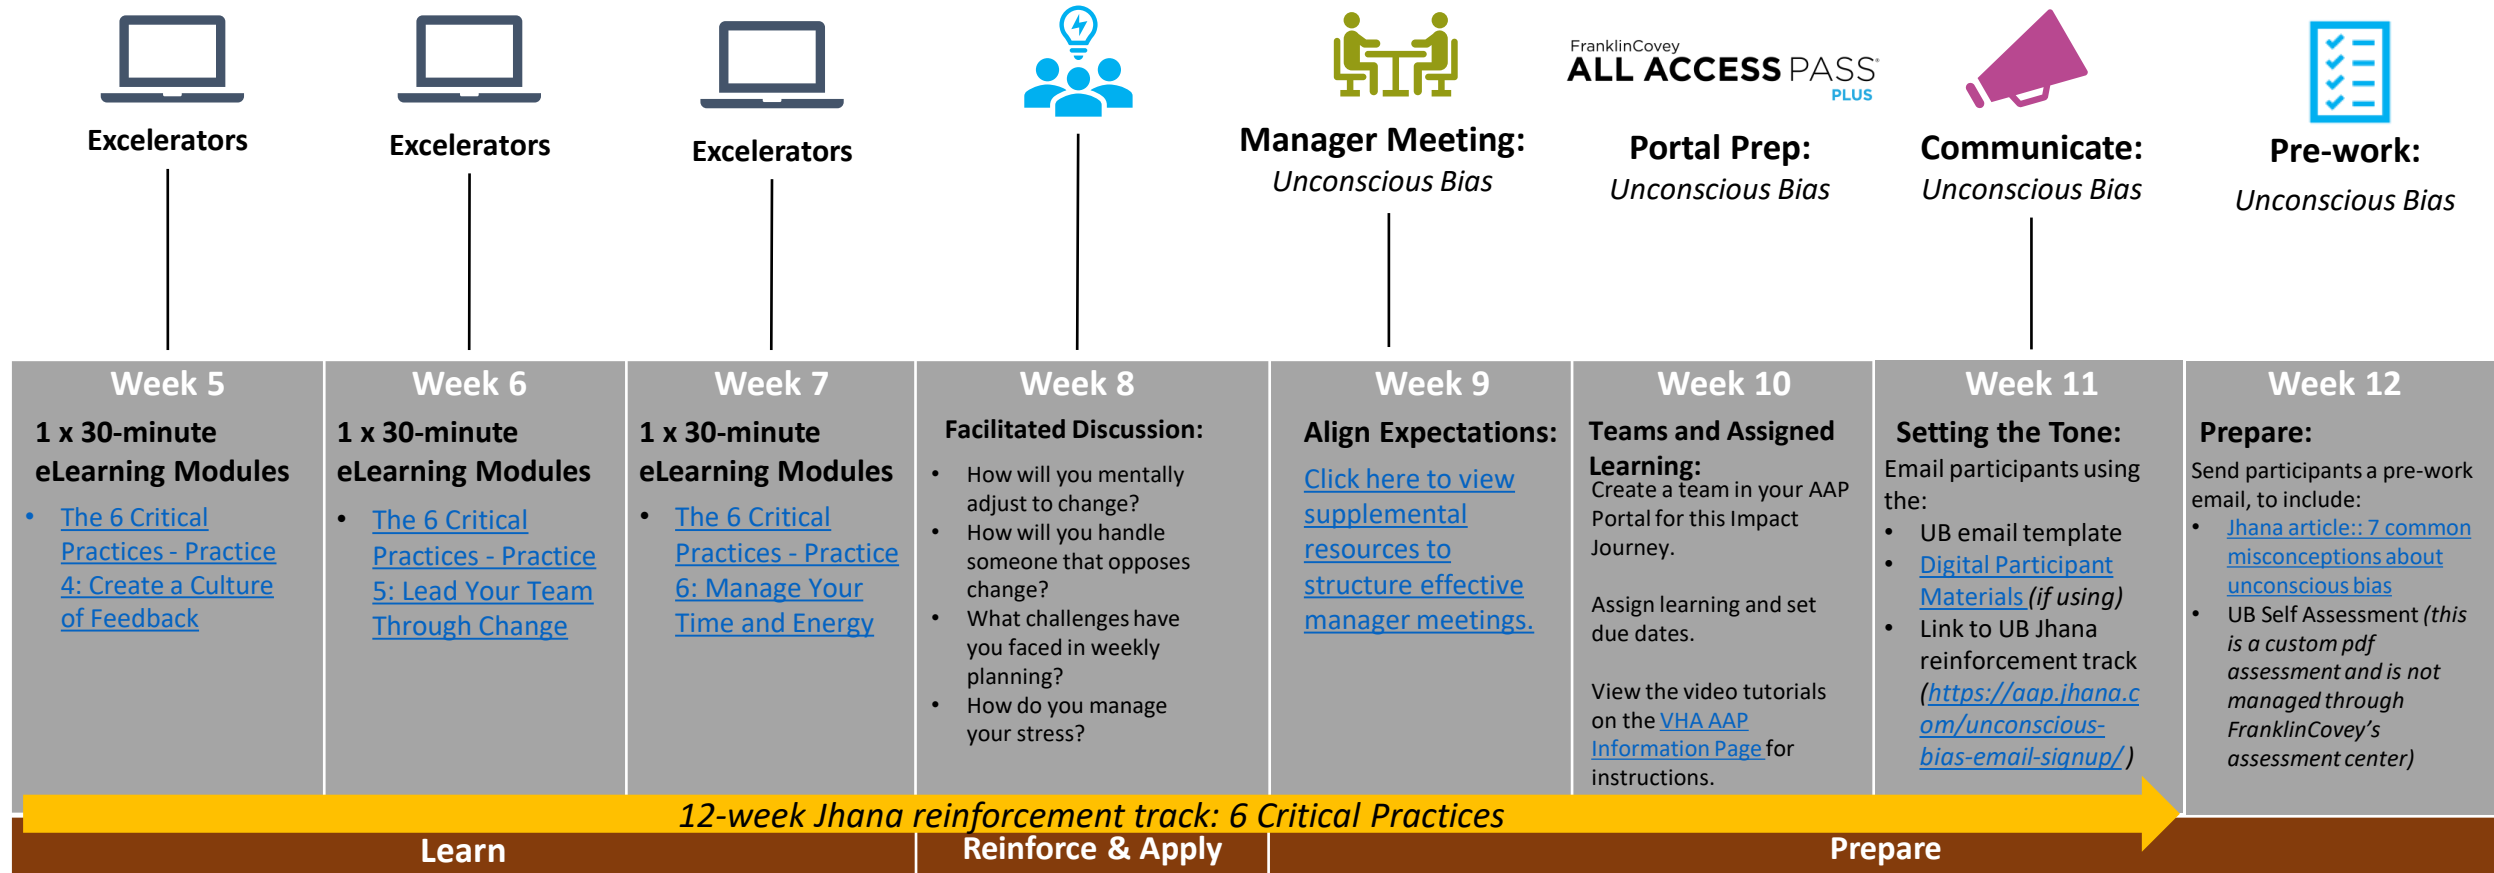 Excelerators
Excelerators
Excelerators
Manager Meeting:
Unconscious Bias
FranklinCovey
ALL ACCESS PASS®
PLUS
Portal Prep:
Unconscious Bias
Communicate:
Unconscious Bias
Pre-work:
Unconscious Bias
Week 5
1 x 30-minute
eLearning Modules
• The 6 Critical
Practices - Practice
4: Create a Culture
of Feedback
Week 6
1 x 30-minute
eLearning Modules
• The 6 Critical
Practices - Practice
5: Lead Your Team
Through Change
Week 7
1 x 30-minute
eLearning Modules
• The 6 Critical
Practices - Practice
6: Manage Your
Time and Energy
Week 8
Facilitated Discussion:
• How will you mentally
adjust to change?
• How will you handle
someone that opposes
change?
• What challenges have
you faced in weekly
planning?
• How do you manage
your stress?
Week 9
Align Expectations:
Click here to view
supplemental
resources to
structure effective
manager meetings.
Week 10
Teams and Assigned
Learning:
Create a team in your AAP
Portal for this Impact
Journey.
Assign learning and set
due dates.
View the video tutorials
on the VHA AAP
Information Page for
instructions.
Week 11
Setting the Tone:
Email participants using
the:
• UB email template
• Digital Participant
Materials (if using)
• Link to UB Jhana
reinforcement track
(https://aap.jhana.c
om/unconscious-
bias-email-signup/ )
Week 12
Prepare:
Send participants a pre-work
email, to include:
• Jhana article:: 7 common
misconceptions about
unconscious bias
• UB Self Assessment (this
is a custom pdf
assessment and is not
managed through
FranklinCovey's
assessment center)
12-week Jhana reinforcement track: 6 Critical Practices
Learn
Reinforce & Apply
Prepare